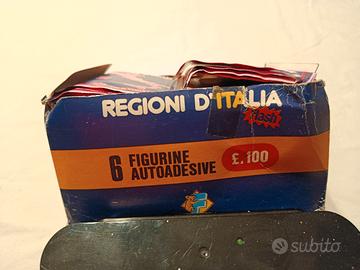 REGIONI D'ITALIA
flash
6 FIGURINE
AUTOADESIVE
£.100
subito